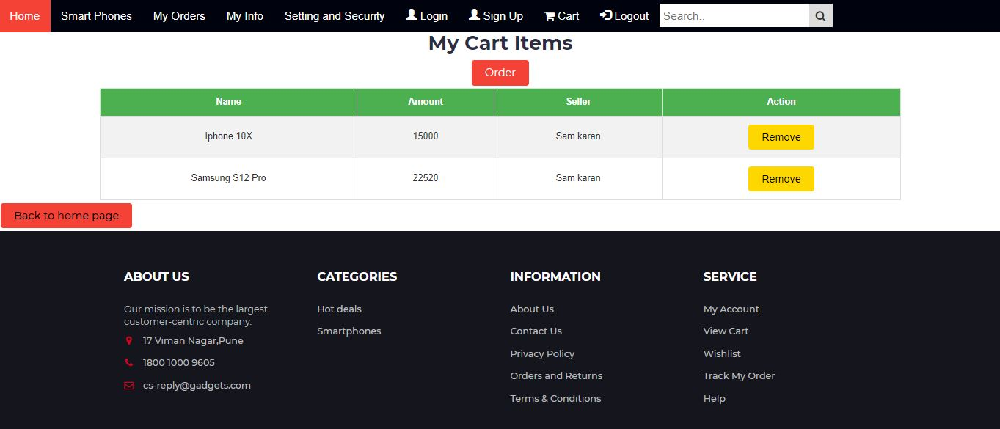 Home Smart Phones My Orders My Info Setting and Security Login Sign Up Cart Logout Search..
My Cart Items
Order
Name Amount Seller Action
Iphone 10X 15000 Sam karan Remove
Samsung S12 Pro 22520 Sam karan Remove
Back to home page
ABOUT US CATEGORIES INFORMATION SERVICE
Our mission is to be the largest
customer-centric company.
17 Viman Nagar,Pune
1800 1000 9605
cs-reply@gadgets.com
Hot deals
Smartphones
About Us
Contact Us
Privacy Policy
Orders and Returns
Terms & Conditions
My Account
View Cart
Wishlist
Track My Order
Help